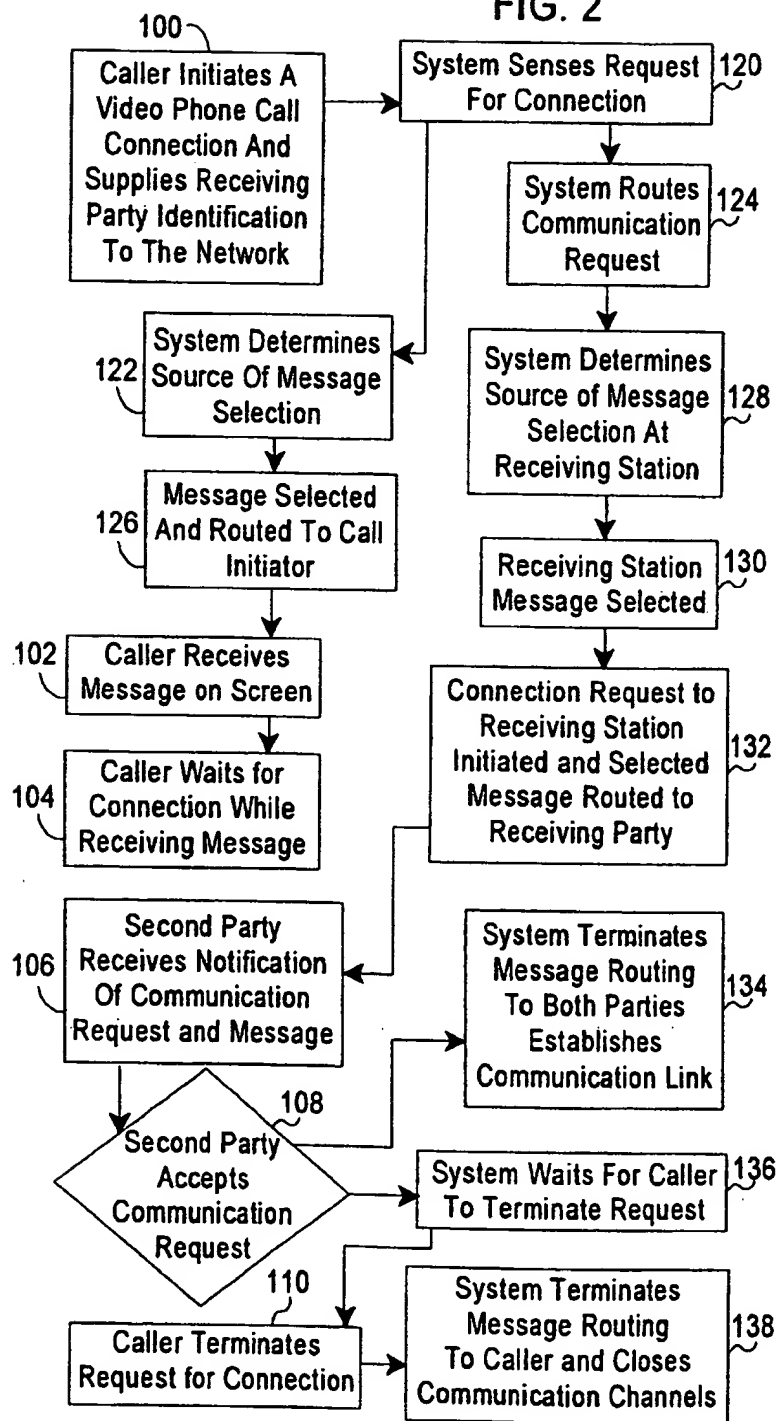 FIG. 2
100
Caller Initiates A
Video Phone Call
Connection And
Supplies Receiving
Party Identification
To The Network
System Senses Request
For Connection
120
System Routes
Communication
Request
124
System Determines
Source Of Message
Selection
122
System Determines
Source of Message
Selection At
Receiving Station
128
Message Selected
And Routed To Call
Initiator
126
Receiving Station
Message Selected
130
Caller Receives
Message on Screen
102
Connection Request to
Receiving Station
Initiated and Selected
Message Routed to
Receiving Party
132
Caller Waits for
Connection While
Receiving Message
104
Second Party
Receives Notification
Of Communication
Request and Message
106
System Terminates
Message Routing
To Both Parties
Establishes
Communication Link
134
108
Second Party
Accepts
Communication
Request
System Waits For Caller
To Terminate Request
136
110
Caller Terminates
Request for Connection
System Terminates
Message Routing
To Caller and Closes
Communication Channels
138